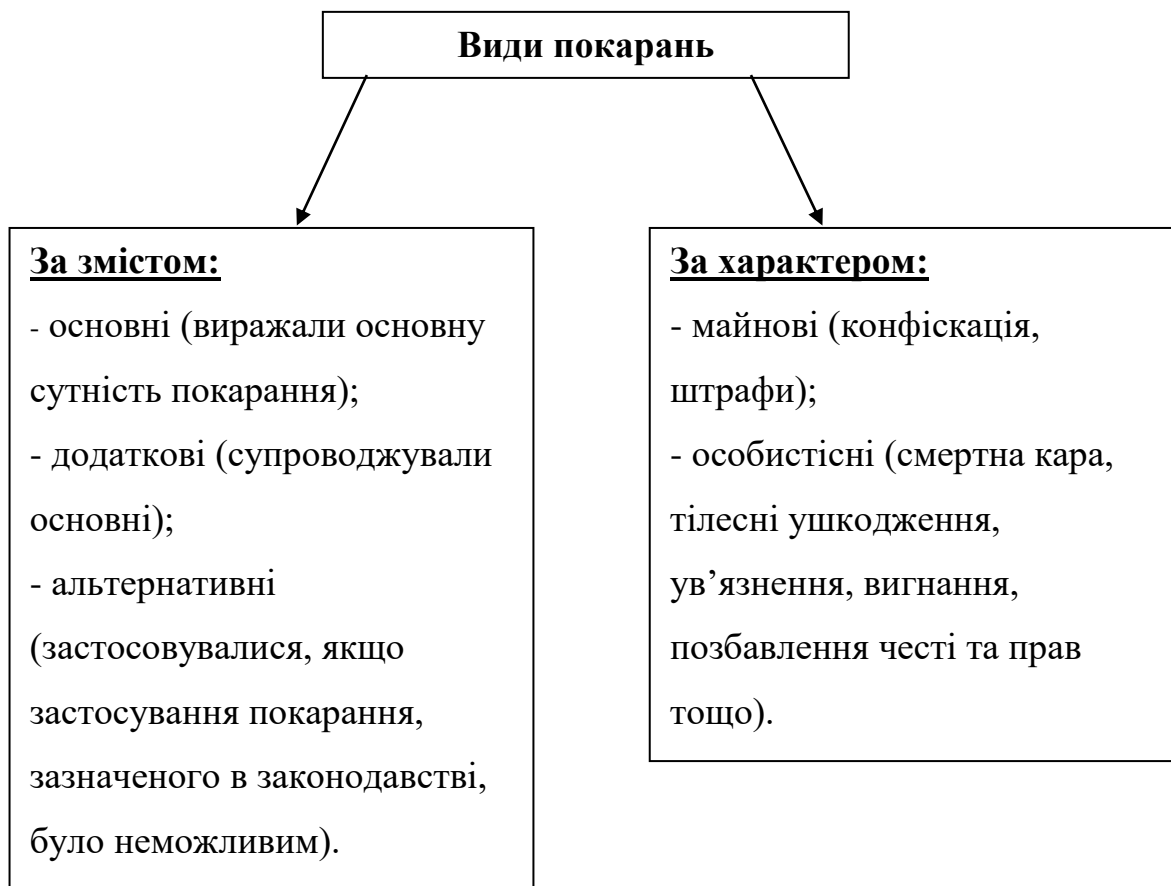 Види покарань
За змістом:
- основні (виражали основну
сутність покарання);
- додаткові (супроводжували
основні);
- альтернативні
(застосовувалися, якщо
застосування покарання,
зазначеного в законодавстві,
було неможливим).
За характером:
- майнові (конфіскація,
штрафи);
- особистісні (смертна кара,
тілесні ушкодження,
ув’язнення, вигнання,
позбавлення честі та прав
тощо).